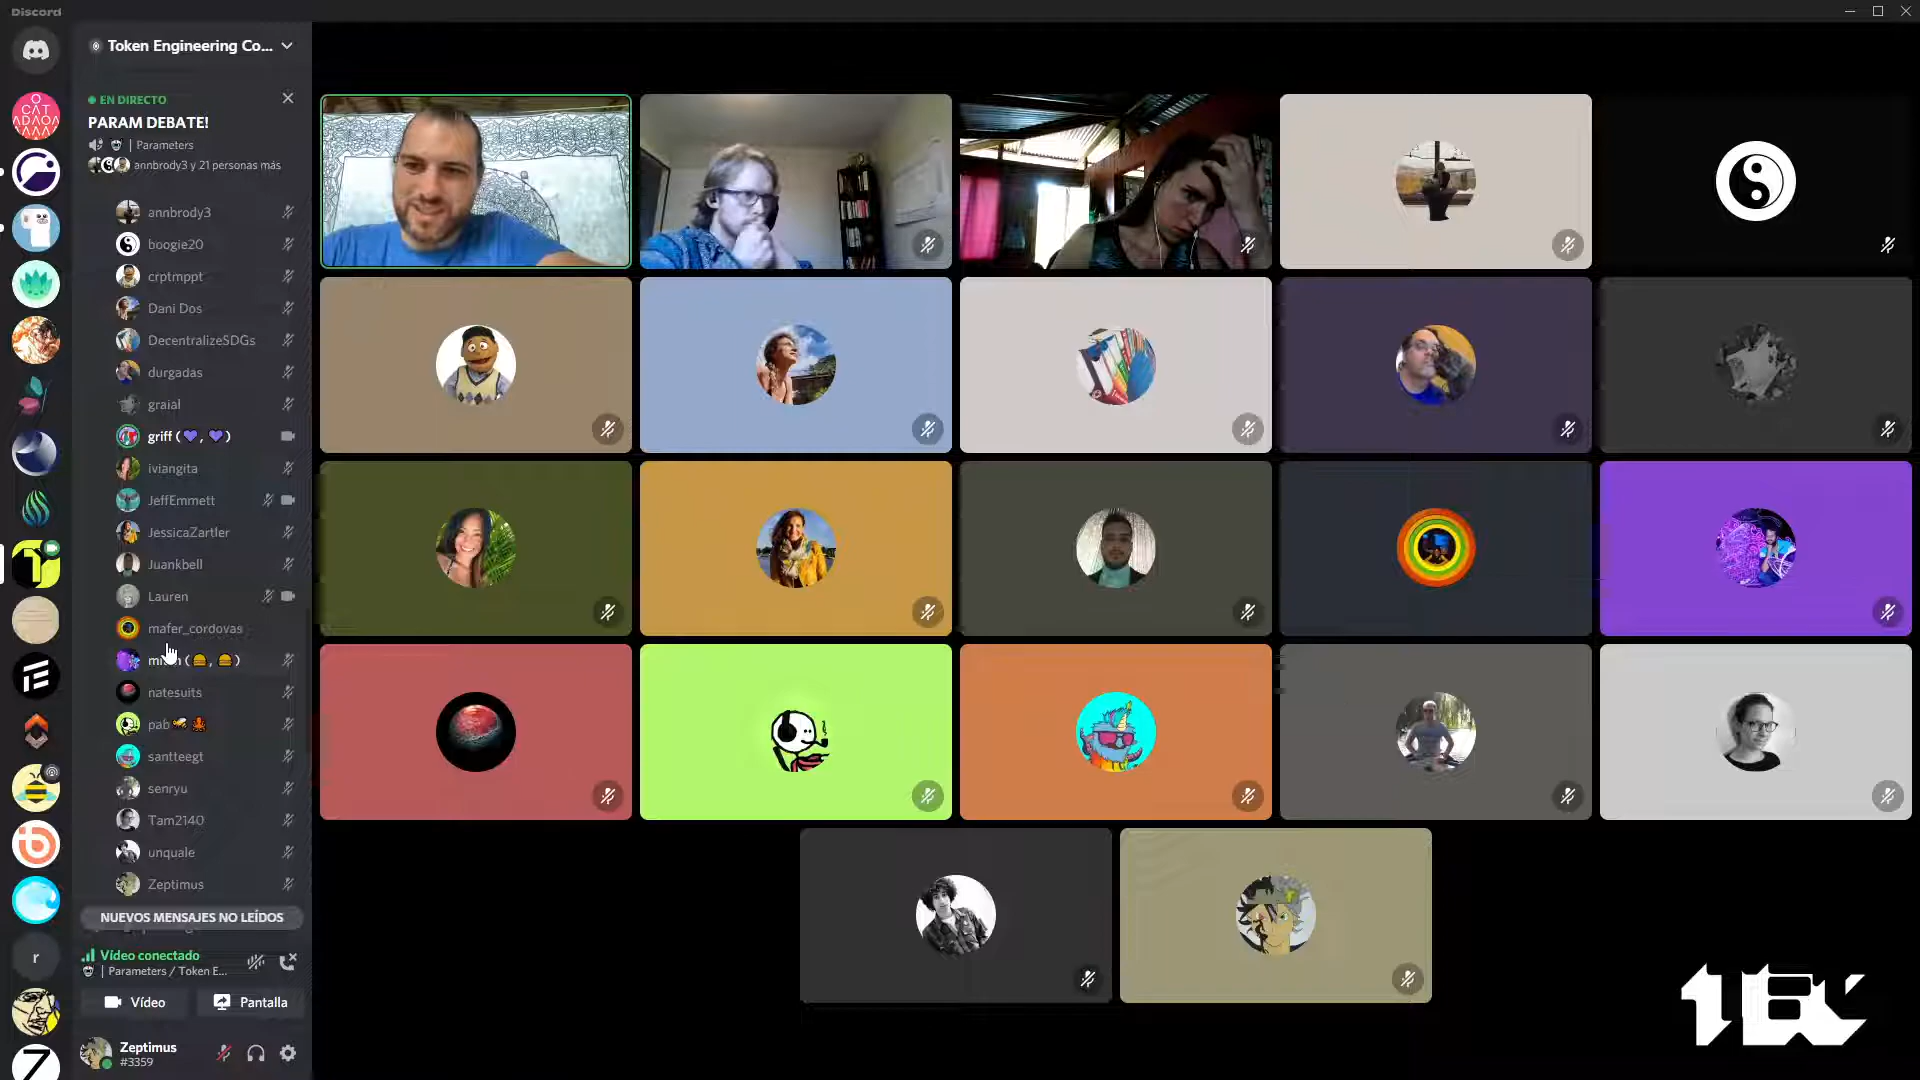 Discord
Token Engineering Co...
EN DIRECTO
PARAM DEBATE!
| Parameters
annbrody3 y 21 personas más
annbrody3
boogie20
crptmppt
Dani Dos
DecentralizeSDGs
durgadas
graial
griff (💜, 💜)
iviangita
JeffEmmett
JessicaZartler
Juankbell
Lauren
mafer_cordovas
(🍔, 🍔)
natesuits
pab 🐝 🐙
santteegt
senryu
Tam2140
unquale
Zeptimus
NUEVOS MENSAJES NO LEÍDOS
Vídeo conectado
| Parameters / Token E...
Vídeo
Pantalla
Zeptimus
#3359
r
TEC